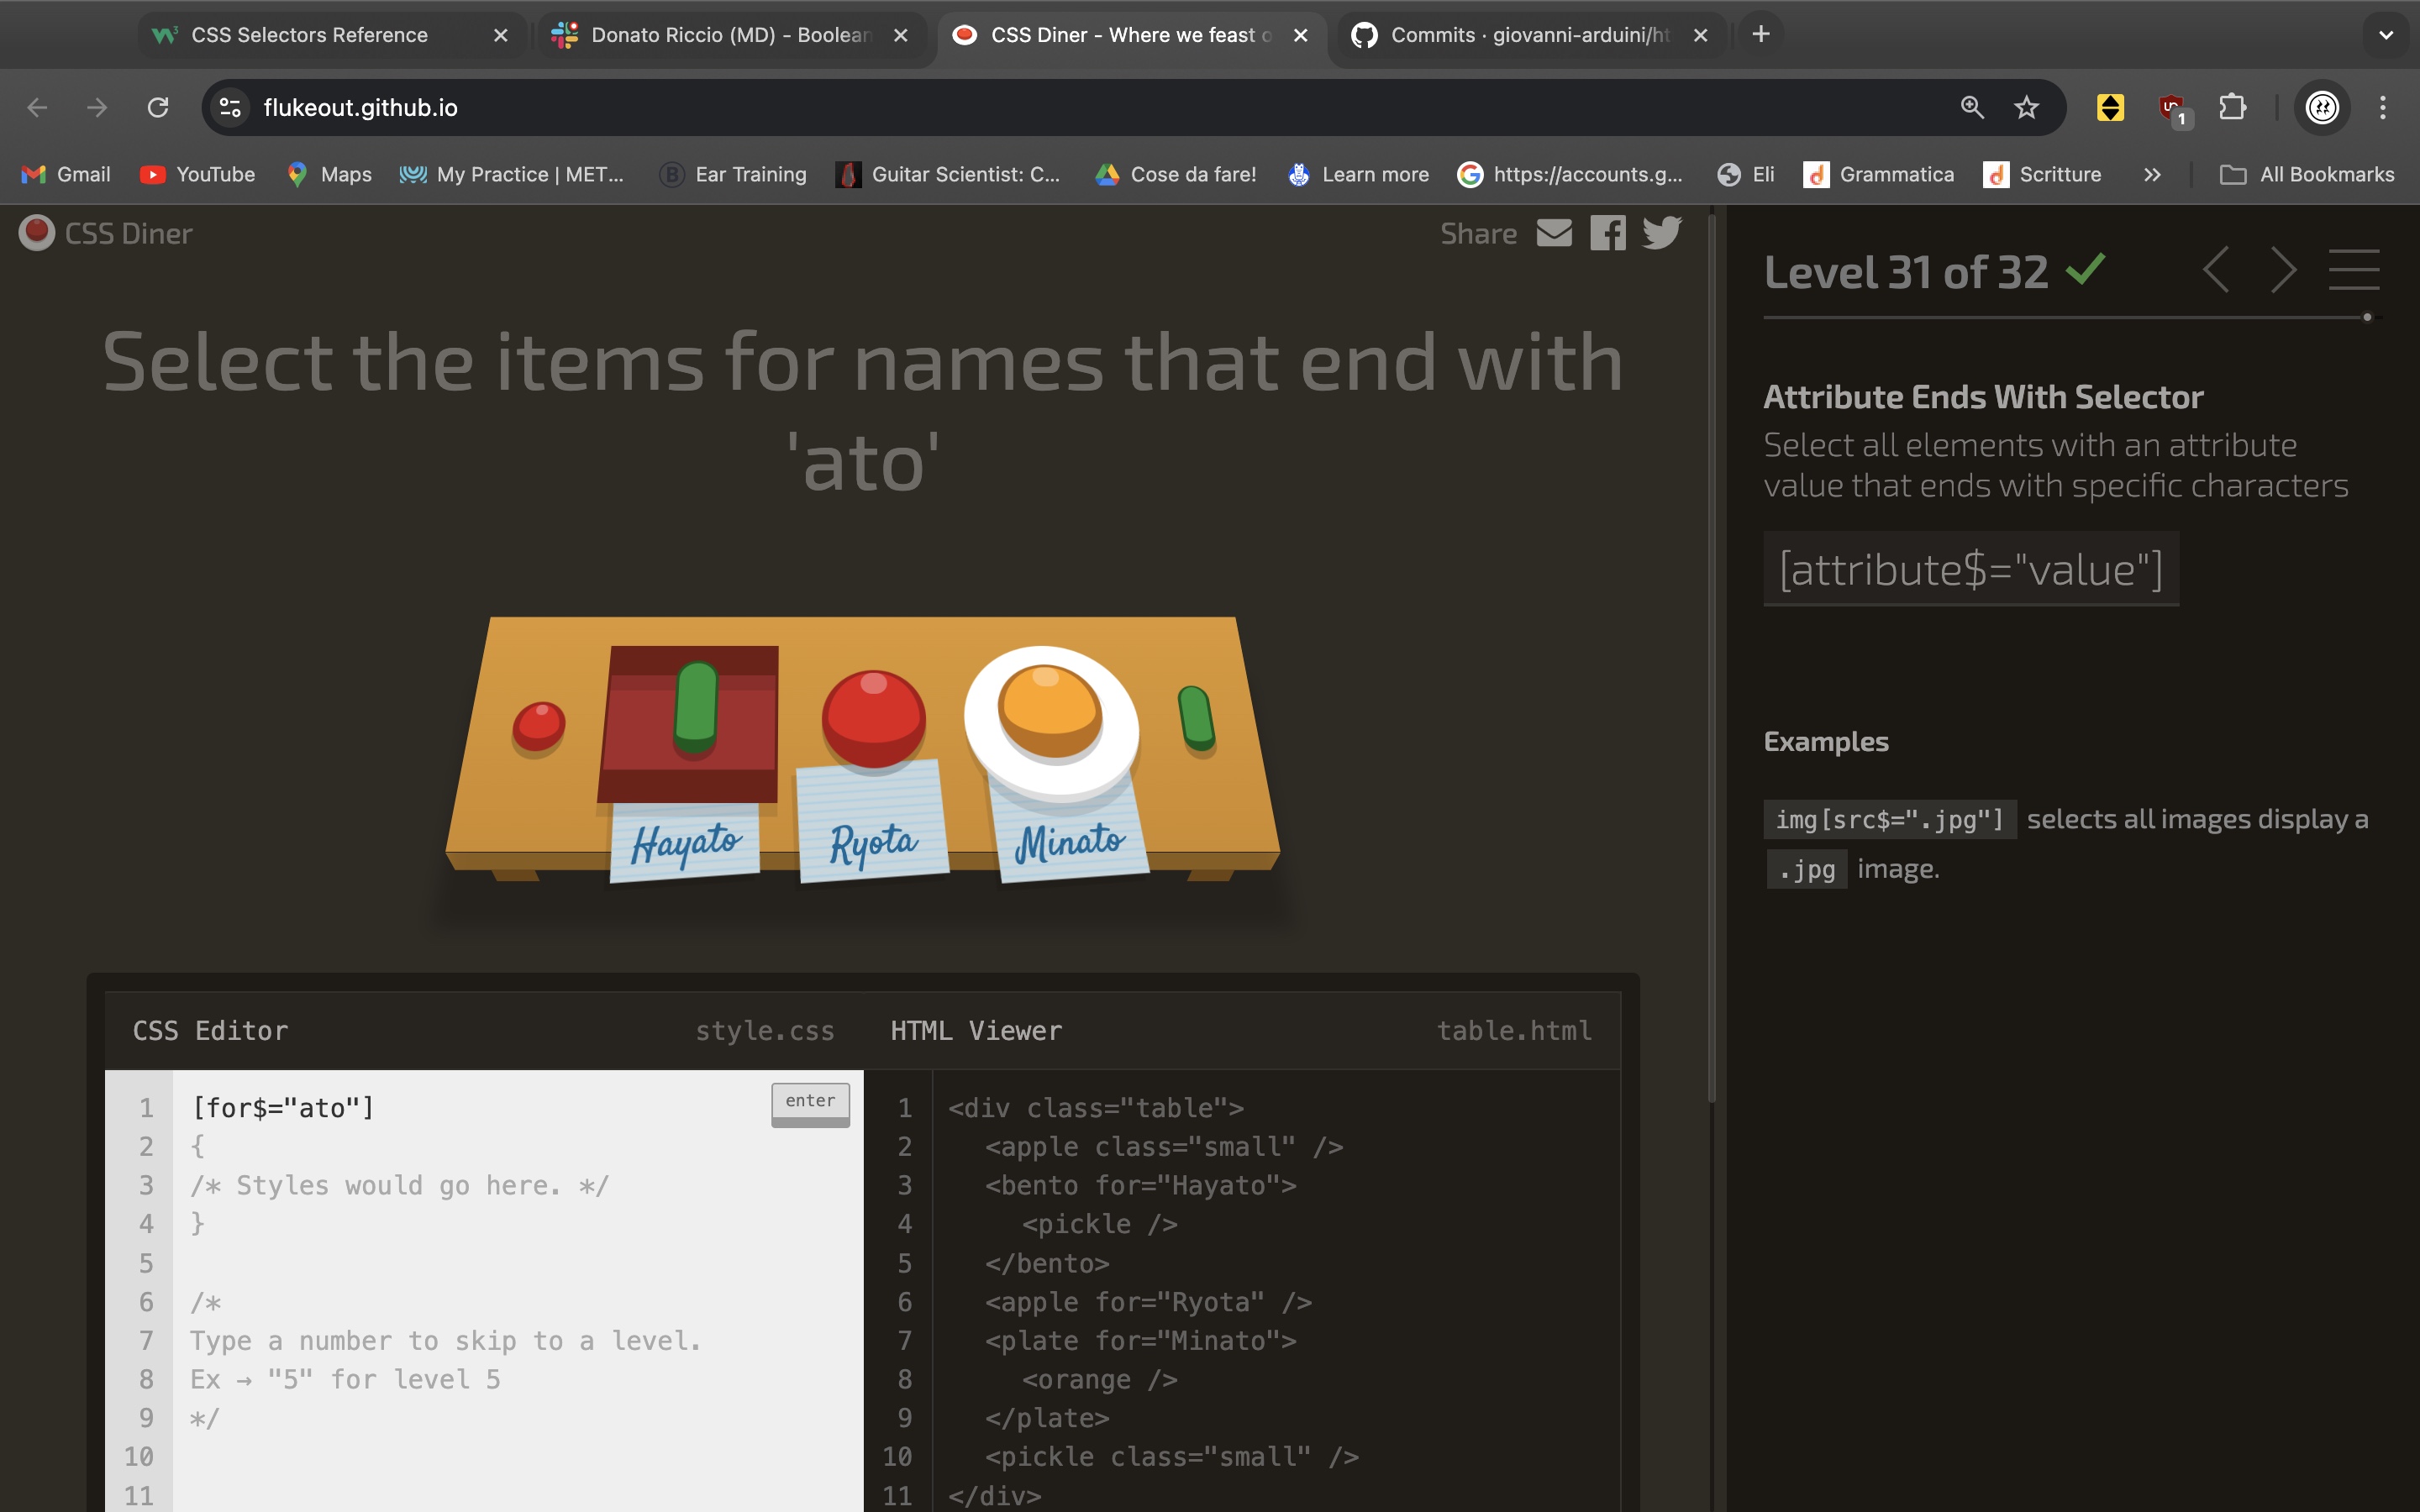 CSS Selectors Reference
Donato Riccio (MD) - Boolean
CSS Diner - Where we feast o
Commits · giovanni-arduini/ht
flukeout.github.io
1
Gmail YouTube Maps My Practice | MET... Ear Training Guitar Scientist: C... Cose da fare! Learn more https://accounts.g... Eli Grammatica Scritture All Bookmarks
CSS Diner
Share
Select the items for names that end with
'ato'
Hayato
Ryota
Minato
CSS Editor style.css
1 [for$="ato"]
enter
2 {
3 /* Styles would go here. */
4 }
5
6 /*
7 Type a number to skip to a level.
8 Ex → "5" for level 5
9 */
10
11
HTML Viewer table.html
1 <div class="table">
2 <apple class="small" />
3 <bento for="Hayato">
4 <pickle />
5 </bento>
6 <apple for="Ryota" />
7 <plate for="Minato">
8 <orange />
9 </plate>
10 <pickle class="small" />
11 </div>
Level 31 of 32
Attribute Ends With Selector
Select all elements with an attribute
value that ends with specific characters
[attribute$="value"]
Examples
img[src$=".jpg"] selects all images display a
.jpg image.